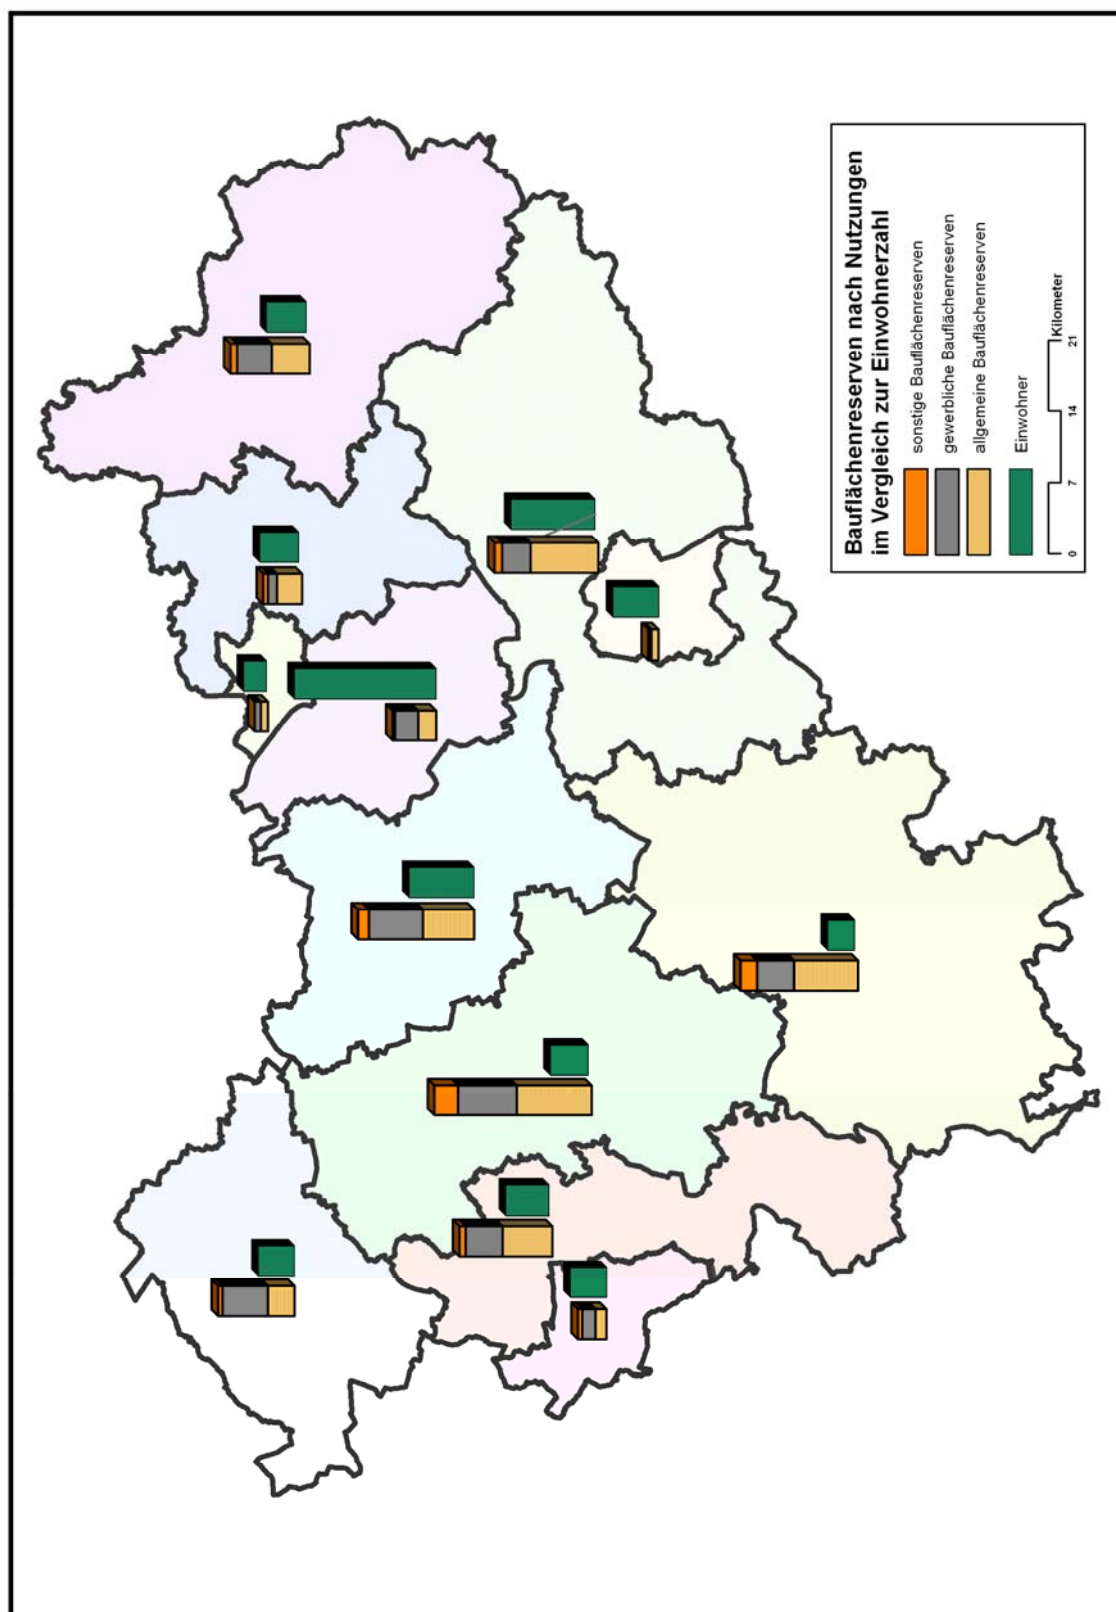 Bauflächenreserven nach Nutzungen
im Vergleich zur Einwohnerzahl
sonstige Bauflächenreserven
gewerbliche Bauflächenreserven
allgemeine Bauflächenreserven
Einwohner
Kilometer
0 7 14 21